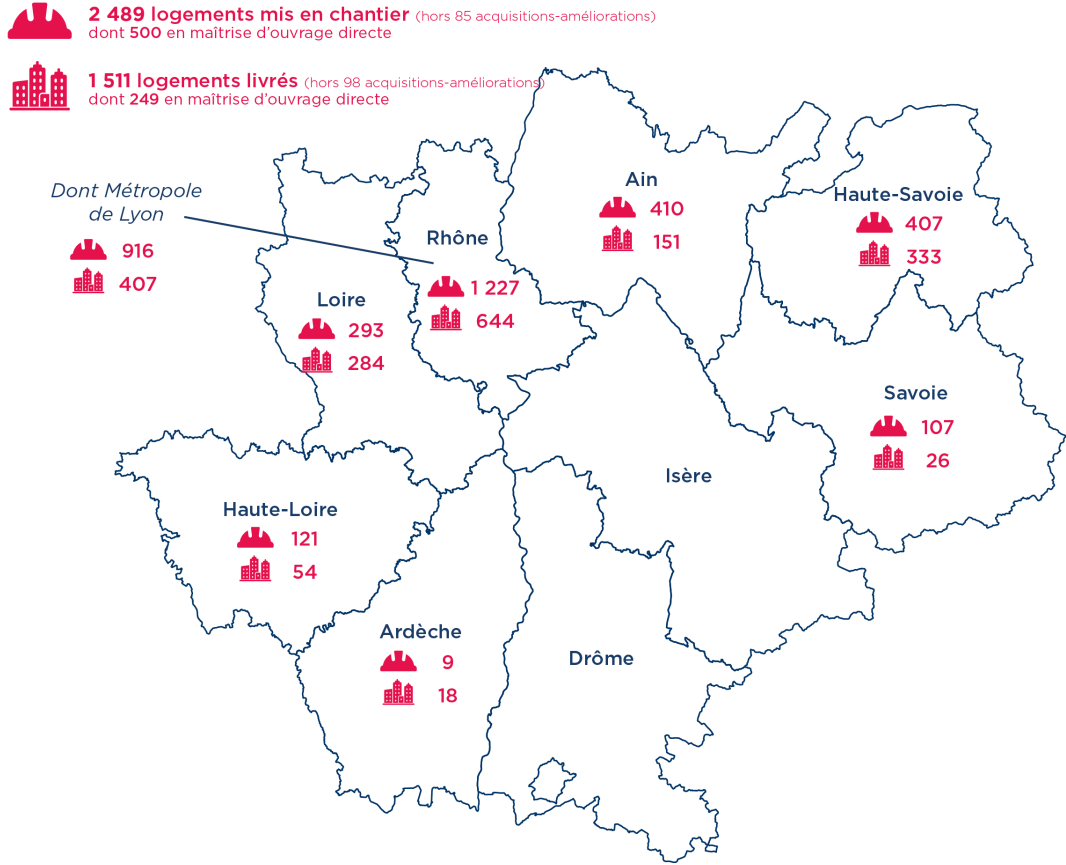 2 489 logements mis en chantier (hors 85 acquisitions-améliorations)
dont 500 en maîtrise d'ouvrage directe
1 511 logements livrés (hors 98 acquisitions-améliorations)
dont 249 en maîtrise d'ouvrage directe
Dont Métropole
de Lyon
916
407
Rhône
1 227
644
Ain
410
151
Haute-Savoie
407
333
Loire
293
284
Savoie
107
26
Isère
Haute-Loire
121
54
Ardèche
9
18
Drôme